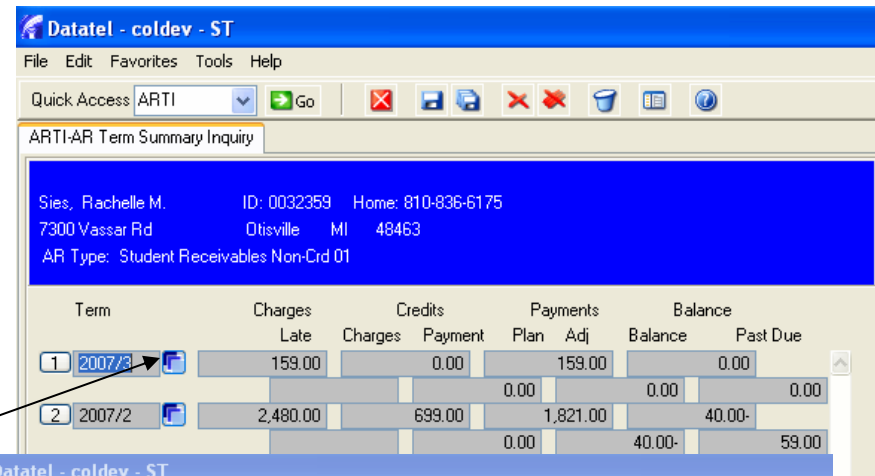 Datatel - coldev - ST
File Edit Favorites Tools Help
Quick Access ARTI Go
ARTI-AR Term Summary Inquiry
Sies, Rachelle M. ID: 0032359 Home: 810-836-6175
7300 Vassar Rd Otisville MI 48463
AR Type: Student Receivables Non-Crd 01
Term Charges Credits Payments Balance
Late Charges Payment Plan Adj Balance Past Due
1 2007/3 159.00 0.00 159.00 0.00
0.00 0.00 0.00
2 2007/2 2,480.00 699.00 1,821.00 40.00-
0.00 40.00- 59.00
Datatel - coldev - ST